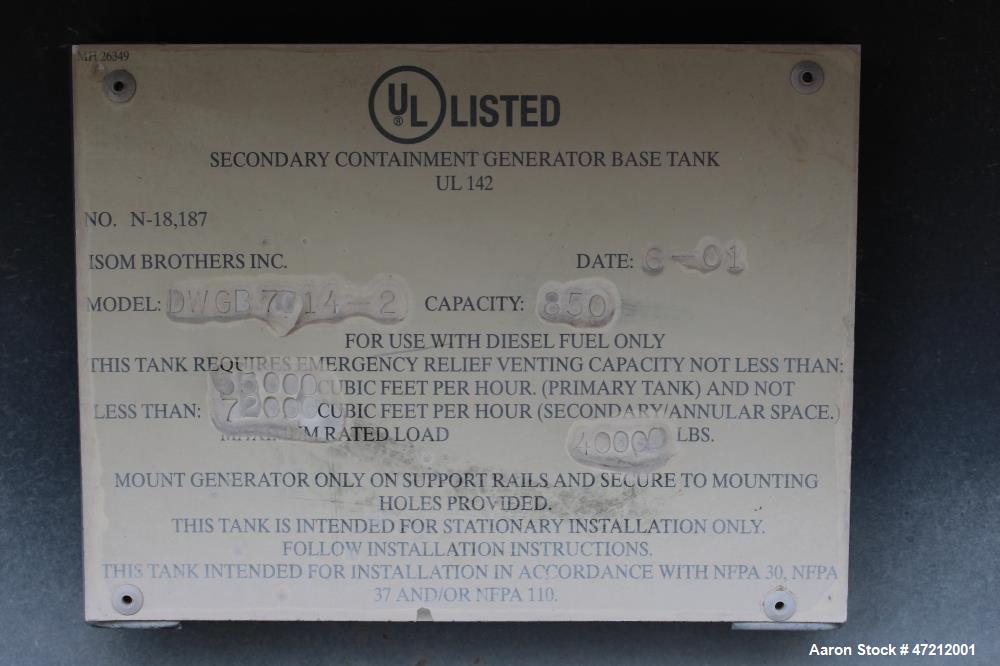 MH 26349
UL® LISTED
SECONDARY CONTAINMENT GENERATOR BASE TANK
UL 142
NO. N-18,187
ISOM BROTHERS INC. DATE: 6-01
MODEL: DWGB7914-2 CAPACITY: 850
FOR USE WITH DIESEL FUEL ONLY
THIS TANK REQUIRES EMERGENCY RELIEF VENTING CAPACITY NOT LESS THAN:
CUBIC FEET PER HOUR. (PRIMARY TANK) AND NOT
LESS THAN: 72000 CUBIC FEET PER HOUR (SECONDARY/ANNULAR SPACE.)
MAXIMUM RATED LOAD 40000 LBS.
MOUNT GENERATOR ONLY ON SUPPORT RAILS AND SECURE TO MOUNTING
HOLES PROVIDED.
THIS TANK IS INTENDED FOR STATIONARY INSTALLATION ONLY.
FOLLOW INSTALLATION INSTRUCTIONS.
THIS TANK INTENDED FOR INSTALLATION IN ACCORDANCE WITH NFPA 30, NFPA
37 AND/OR NFPA 110.
Aaron Stock # 47212001